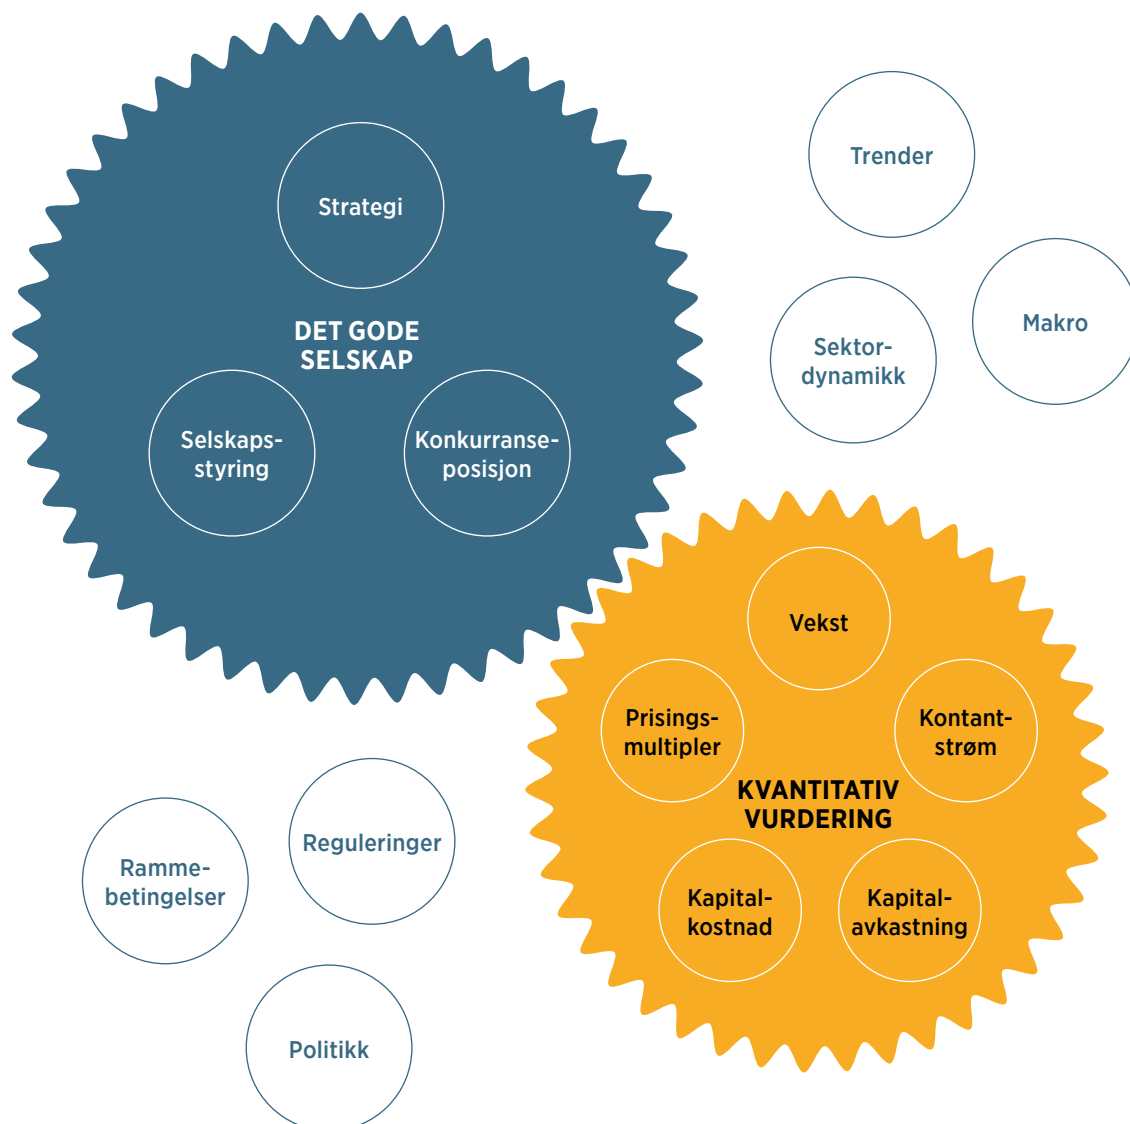 Strategi
DET GODE
SELSKAP
Selskaps-
styring
Konkurranse-
posisjon
Trender
Makro
Sektor-
dynamikk
Vekst
Prisings-
multipler
Kontant-
strøm
KVANTITATIV
VURDERING
Kapital-
kostnad
Kapital-
avkastning
Reguleringer
Ramme-
betingelser
Politikk